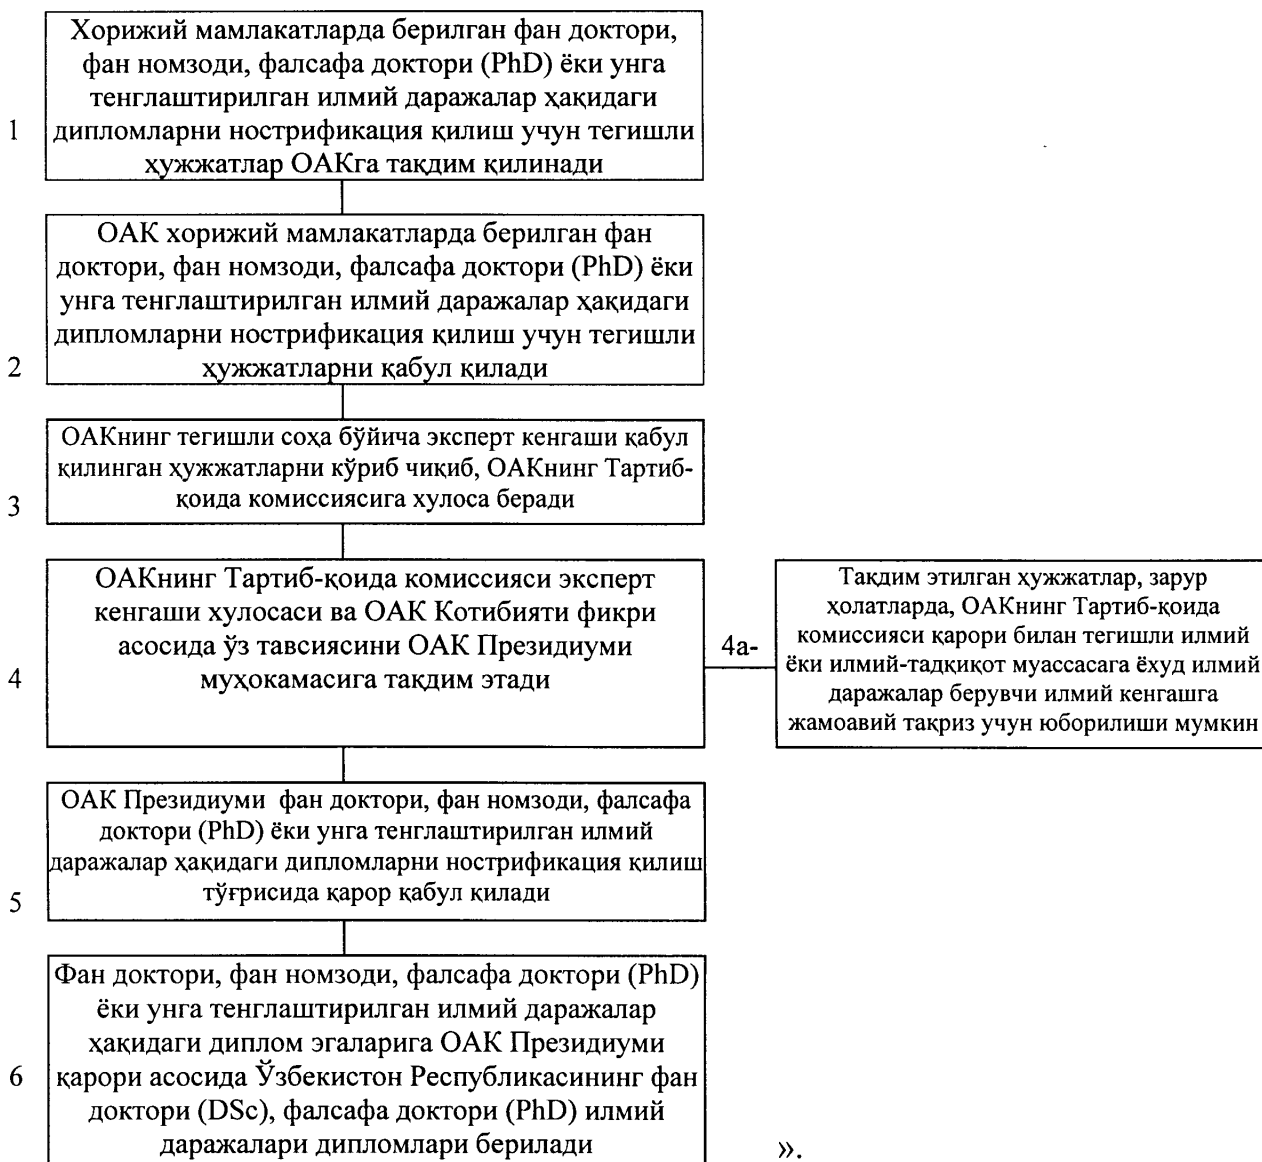 Хорижий мамлакатларда берилган фан доктори,
фан номзоди, фалсафа доктори (PhD) ёки унга
тенглаштирилган илмий даражалар ҳақидаги
1 дипломларни нострификация қилиш учун тегишли
ҳужжатлар ОАКга тақдим қилинади
ОАК хорижий мамлакатларда берилган фан
доктори, фан номзоди, фалсафа доктори (PhD) ёки
унга тенглаштирилган илмий даражалар ҳақидаги
дипломларни нострификация қилиш учун тегишли
2 ҳужжатларни қабул қилади
ОАКнинг тегишли соҳа бўйича эксперт кенгаши қабул
қилинган ҳужжатларни кўриб чиқиб, ОАКнинг Тартиб-
3 қоида комиссиясига хулоса беради
ОАКнинг Тартиб-қоида комиссияси эксперт
кенгаши хулосаси ва ОАК Котибияти фикри
асосида ўз тавсиясини ОАК Президиуми
4 муҳокамасига тақдим этади
4а-
Тақдим этилган ҳужжатлар, зарур
ҳолатларда, ОАКнинг Тартиб-қоида
комиссияси қарори билан тегишли илмий
ёки илмий-тадқиқот муассасага ёхуд илмий
даражалар берувчи илмий кенгашга
жамоавий тақриз учун юборилиши мумкин
ОАК Президиуми фан доктори, фан номзоди, фалсафа
доктори (PhD) ёки унга тенглаштирилган илмий
даражалар ҳақидаги дипломларни нострификация қилиш
5 тўғрисида қарор қабул қилади
Фан доктори, фан номзоди, фалсафа доктори (PhD)
ёки унга тенглаштирилган илмий даражалар
ҳақидаги диплом эгаларига ОАК Президиуми
6 қарори асосида Ўзбекистон Республикасининг фан
доктори (DSc), фалсафа доктори (PhD) илмий
даражалари дипломлари берилади
».